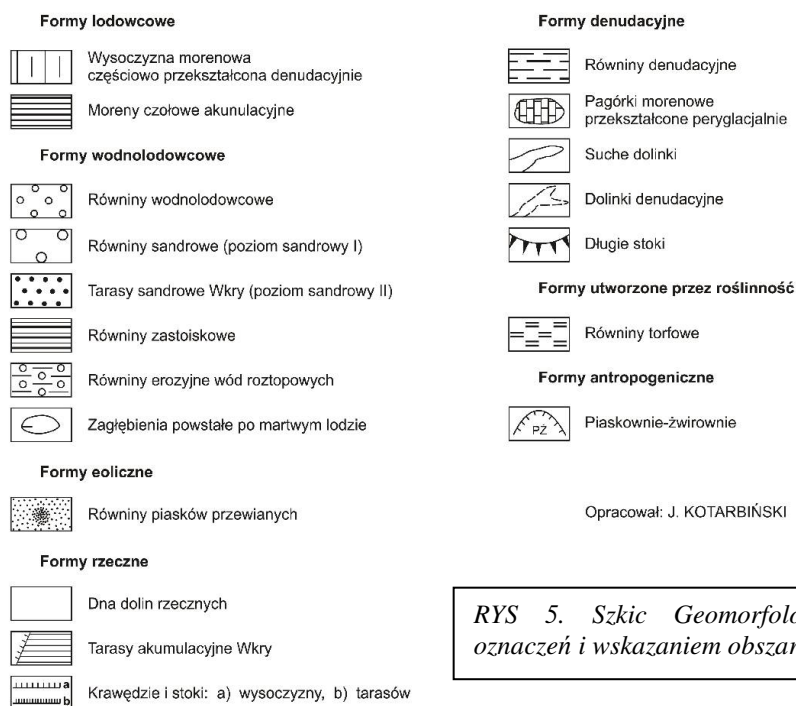 Formy lodowcowe
Wysoczyzna morenowa
częściowo przekształcona denudacyjnie
Moreny czołowe akunulacyjne
Formy wodnolodowcowe
Równiny wodnolodowcowe
Równiny sandrowe (poziom sandrowy I)
Tarasy sandrowe Wkry (poziom sandrowy II)
Równiny zastoiskowe
Równiny erozyjne wód roztopowych
Zagłębienia powstałe po martwym lodzie
Formy eoliczne
Równiny piasków przewianych
Formy rzeczne
Dna dolin rzecznych
Tarasy akumulacyjne Wkry
a
b
Krawędzie i stoki: a) wysoczyzny, b) tarasów
Formy denudacyjne
Równiny denudacyjne
Pagórki morenowe
przekształcone peryglacjalnie
Suche dolinki
Dolinki denudacyjne
Długie stoki
Formy utworzone przez roślinność
Równiny torfowe
Formy antropogeniczne
PŻ
Piaskownie-żwirownie
Opracował: J. KOTARBIŃSKI
RYS 5. Szkic Geomorfolo
oznaczeń i wskazaniem obszar